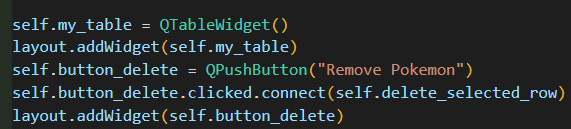 self.my_table = QTableWidget()
layout.addWidget(self.my_table)
self.button_delete = QPushButton("Remove Pokemon")
self.button_delete.clicked.connect(self.delete_selected_row)
layout.addWidget(self.button_delete)